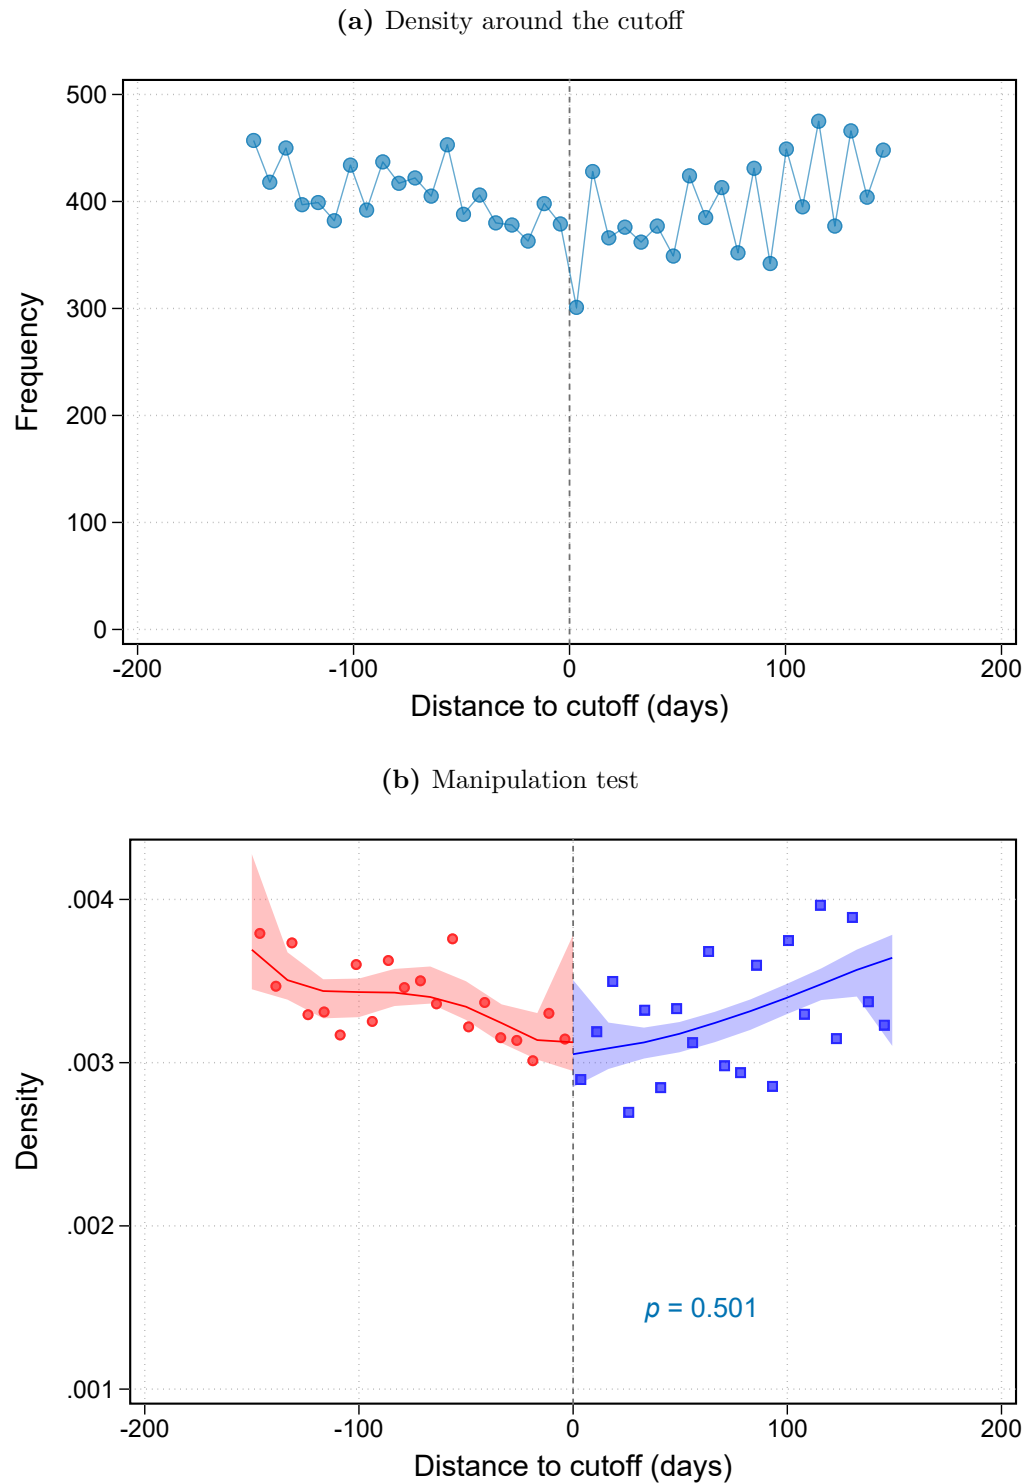 (a) Density around the cutoff
500
400
300
200
100
0
Frequency
-200 -100 0 100 200
Distance to cutoff (days)
(b) Manipulation test
.004
.003
.002
.001
Density
p = 0.501
-200 -100 0 100 200
Distance to cutoff (days)